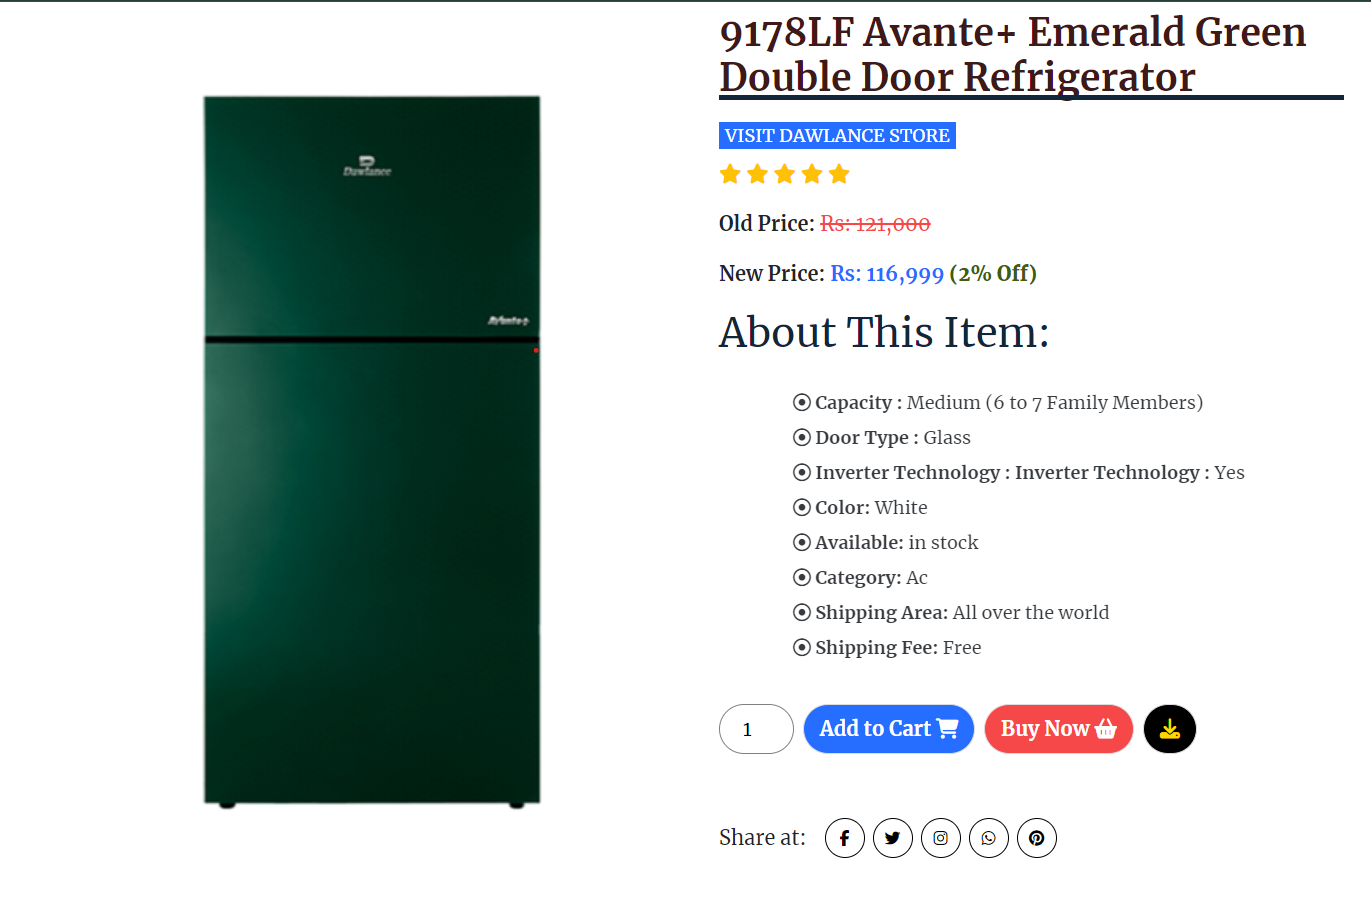 9178LF Avante+ Emerald Green
Double Door Refrigerator
VISIT DAWLANCE STORE
Old Price: Rs: 121,000
New Price: Rs: 116,999 (2% Off)
About This Item:
Capacity : Medium (6 to 7 Family Members)
Door Type : Glass
Inverter Technology : Inverter Technology : Yes
Color: White
Available: in stock
Category: Ac
Shipping Area: All over the world
Shipping Fee: Free
1
Add to Cart
Buy Now
Share at:
Dawlance
Avante+